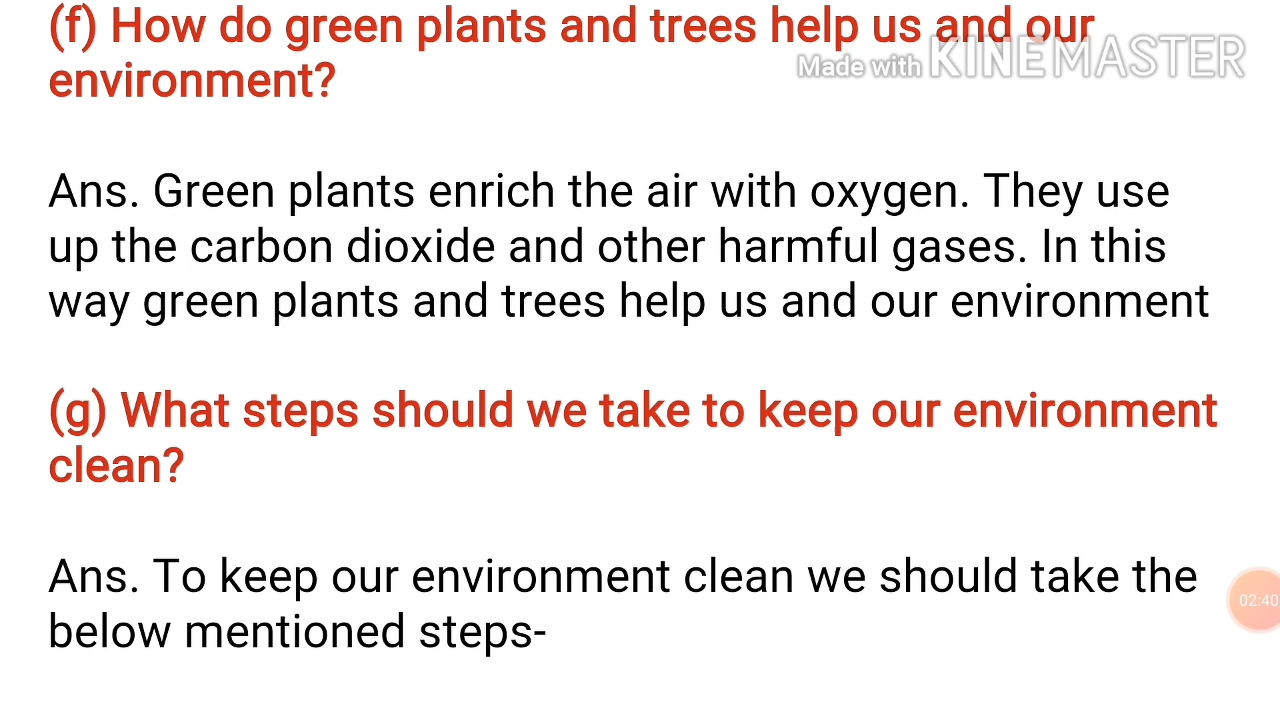 (f) How do green plants and trees help us and our
Made with KINEMASTER
environment?
Ans. Green plants enrich the air with oxygen. They use
up the carbon dioxide and other harmful gases. In this
way green plants and trees help us and our environment
(g) What steps should we take to keep our environment
clean?
Ans. To keep our environment clean we should take the
below mentioned steps-
02:40